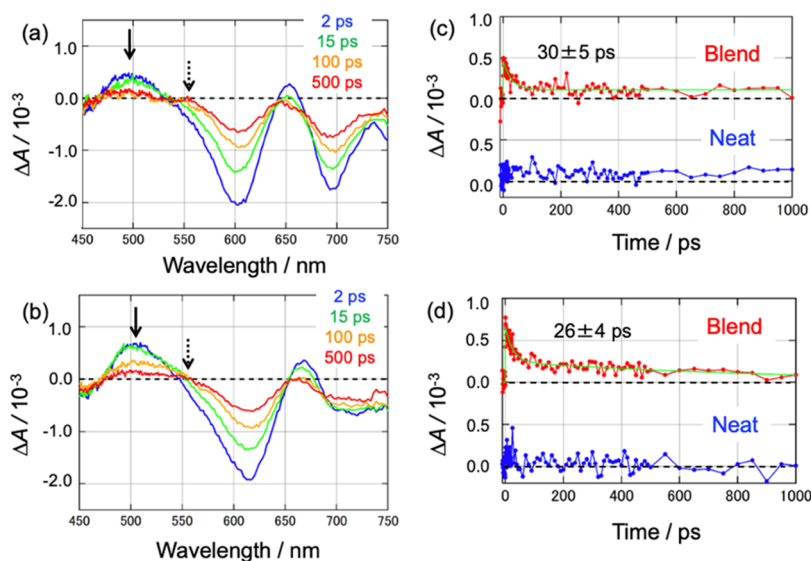 (a)
2 ps
15 ps
100 ps
500 ps
1.0
0.0
-1.0
-2.0
ΔA / 10⁻³
450 500 550 600 650 700 750
Wavelength / nm
(b)
2 ps
15 ps
100 ps
500 ps
1.0
0.0
-1.0
-2.0
ΔA / 10⁻³
450 500 550 600 650 700 750
Wavelength / nm
(c)
1.0
0.5
0.0
0.5
0.0
30±5 ps
Blend
Neat
ΔA / 10⁻³
0 200 400 600 800 1000
Time / ps
(d)
1.0
0.5
0.0
0.5
0.0
26±4 ps
Blend
Neat
ΔA / 10⁻³
0 200 400 600 800 1000
Time / ps